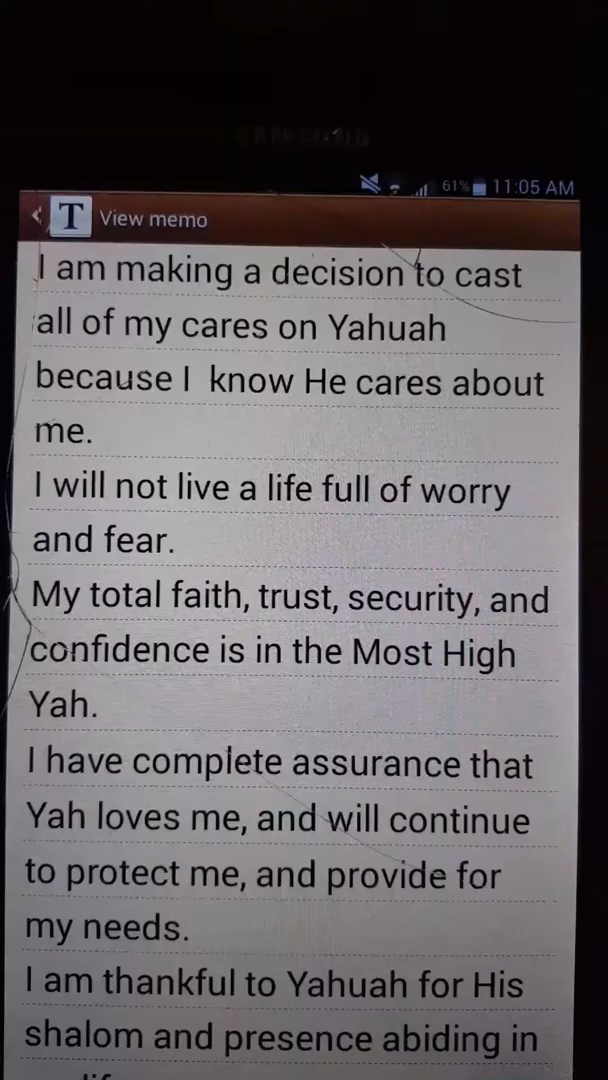 SAMSUNG
61% 11:05 AM
T View memo
I am making a decision to cast
all of my cares on Yahuah
because I know He cares about
me.
I will not live a life full of worry
and fear.
My total faith, trust, security, and
confidence is in the Most High
Yah.
I have complete assurance that
Yah loves me, and will continue
to protect me, and provide for
my needs.
I am thankful to Yahuah for His
shalom and presence abiding in